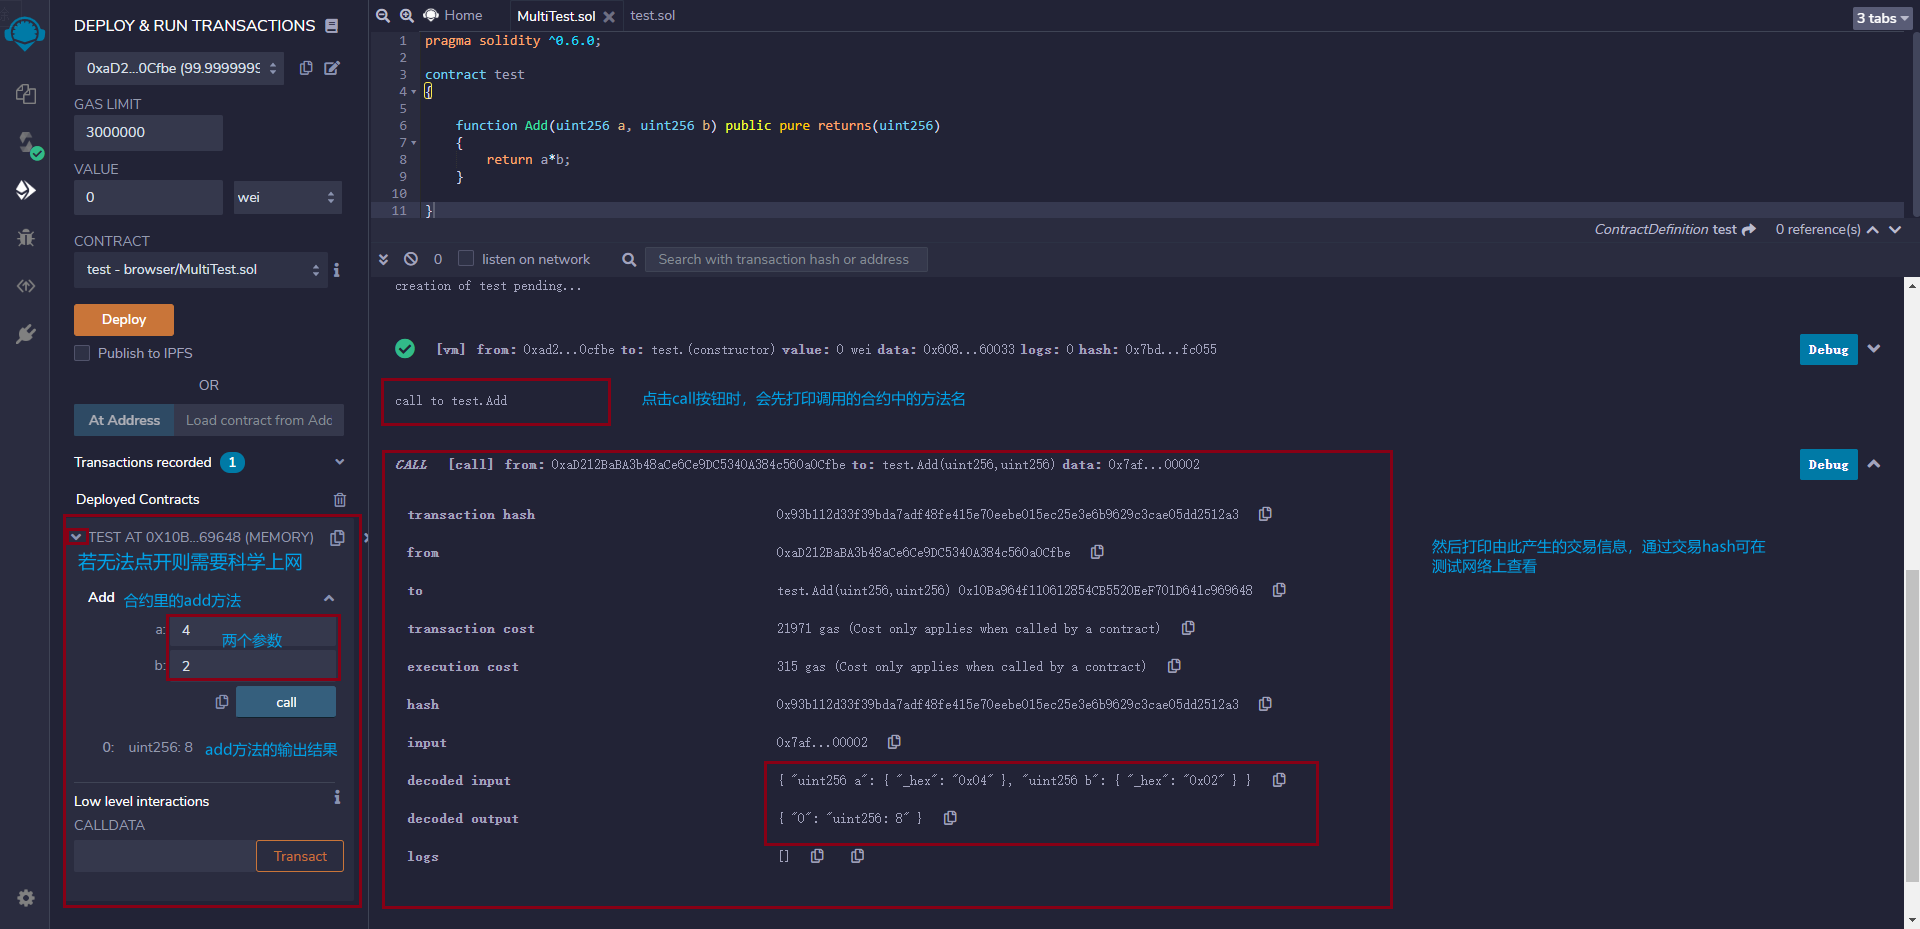 DEPLOY & RUN TRANSACTIONS
0xaD2...0Cfbe (99.9999999
GAS LIMIT
3000000
VALUE
0
wei
CONTRACT
test - browser/MultiTest.sol
Deploy
Publish to IPFS
OR
At Address
Load contract from Adc
Transactions recorded 1
Deployed Contracts
TEST AT 0X10B...69648 (MEMORY)
若无法点开则需要科学上网
Add 合约里的add方法
a: 4
两个参数
b: 2
call
0: uint256: 8 add方法的输出结果
Low level interactions
CALLDATA
Transact
Home
MultiTest.sol
test.sol
3 tabs
1 pragma solidity ^0.6.0;
2
3 contract test
4 {
5
6 function Add(uint256 a, uint256 b) public pure returns(uint256)
7 {
8 return a*b;
9 }
10
11 }
ContractDefinition test 0 reference(s)
0 listen on network Search with transaction hash or address
creation of test pending...
[vm] from: 0xad2...0cfbe to: test.(constructor) value: 0 wei data: 0x608...60033 logs: 0 hash: 0x7bd...fc055
Debug
call to test.Add
点击call按钮时，会先打印调用的合约中的方法名
CALL [call] from: 0xaD212BaBA3b48aCe6Ce9DC5340A384c560a0Cfbe to: test.Add(uint256,uint256) data: 0x7af...00002
Debug
transaction hash 0x93b112d33f39bda7adf48fe415e70eebe015ec25e3e6b9629c3cae05dd2512a3
from 0xaD212BaBA3b48aCe6Ce9DC5340A384c560a0Cfbe
to test.Add(uint256,uint256) 0x10Ba964f110612854CB5520EeF701D641c969648
transaction cost 21971 gas (Cost only applies when called by a contract)
execution cost 315 gas (Cost only applies when called by a contract)
hash 0x93b112d33f39bda7adf48fe415e70eebe015ec25e3e6b9629c3cae05dd2512a3
input 0x7af...00002
decoded input { "uint256 a": { "_hex": "0x04" }, "uint256 b": { "_hex": "0x02" } }
decoded output { "0": "uint256: 8" }
logs []
然后打印由此产生的交易信息，通过交易hash可在
测试网络上查看